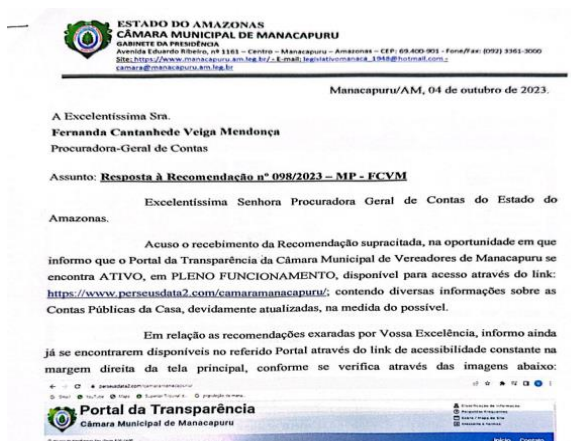 ESTADO DO AMAZONAS
CÂMARA MUNICIPAL DE MANACAPURU
GABINETE DA PRESIDÊNCIA
Avenida Eduardo Ribeiro, nº 1161 – Centro – Manacapuru – Amazonas – CEP: 69.400-901 - Fone/Fax: (092) 3361-3000
Site: https://www.manacapuru.am.leg.br/ - E-mail: legislativomanaca_1948@hotmail.com -
camara@manacapuru.am.leg.br
Manacapuru/AM, 04 de outubro de 2023.
A Excelentíssima Sra.
Fernanda Cantanhede Veiga Mendonça
Procuradora-Geral de Contas
Assunto: Resposta à Recomendação nº 098/2023 – MP - FCVM
Excelentíssima Senhora Procuradora Geral de Contas do Estado do
Amazonas.
Acuso o recebimento da Recomendação supracitada, na oportunidade em que
informo que o Portal da Transparência da Câmara Municipal de Vereadores de Manacapuru se
encontra ATIVO, em PLENO FUNCIONAMENTO, disponível para acesso através do link:
https://www.perseusdata2.com/camaramanacapuru/; contendo diversas informações sobre as
Contas Públicas da Casa, devidamente atualizadas, na medida do possível.
Em relação as recomendações exaradas por Vossa Excelência, informo ainda
já se encontrarem disponíveis no referido Portal através do link de acessibilidade constante na
margem direita da tela principal, conforme se verifica através das imagens abaixo:
perseusdata2.com/camaramanacapuru/
Gmail YouTube Maps
Portal da Transparência
Câmara Municipal de Manacapuru
Perguntas Frequentes
Início Contato